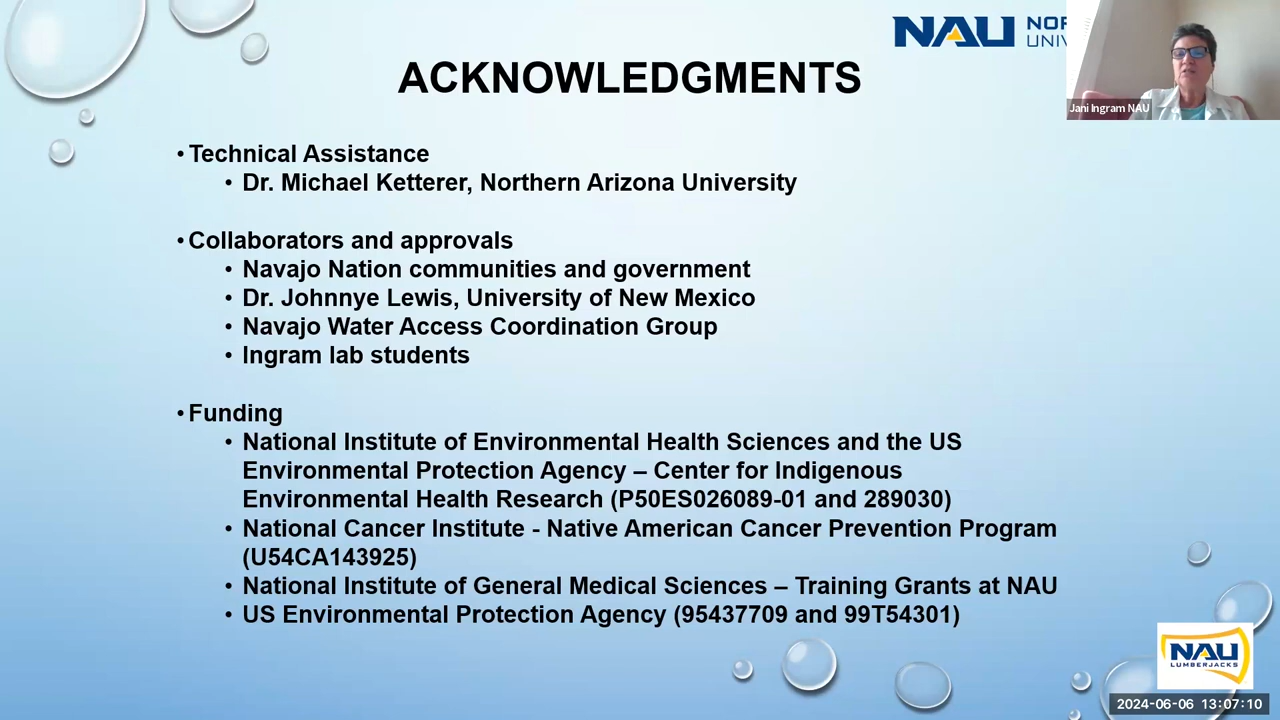 NAU NOR
UNIV
Jani Ingram NAU
ACKNOWLEDGMENTS
• Technical Assistance
• Dr. Michael Ketterer, Northern Arizona University
• Collaborators and approvals
• Navajo Nation communities and government
• Dr. Johnnye Lewis, University of New Mexico
• Navajo Water Access Coordination Group
• Ingram lab students
• Funding
• National Institute of Environmental Health Sciences and the US
Environmental Protection Agency – Center for Indigenous
Environmental Health Research (P50ES026089-01 and 289030)
• National Cancer Institute - Native American Cancer Prevention Program
(U54CA143925)
• National Institute of General Medical Sciences – Training Grants at NAU
• US Environmental Protection Agency (95437709 and 99T54301)
NAU
LUMBERJACKS
2024-06-06 13:07:10